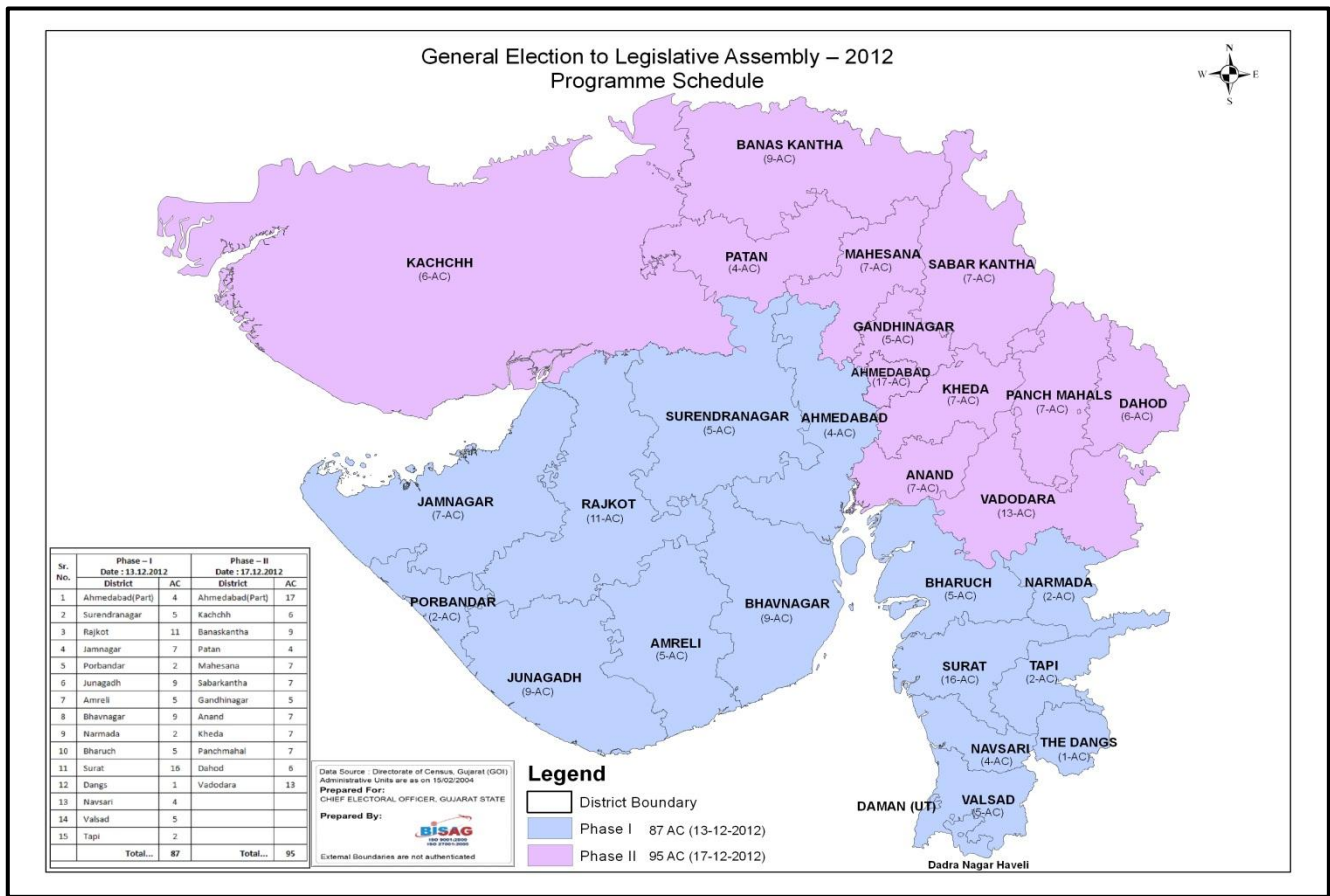 General Election to Legislative Assembly – 2012
Programme Schedule
N
W E
S
BANAS KANTHA
(9-AC)
KACHCHH
(6-AC)
PATAN
(4-AC)
MAHESANA
(7-AC)
SABAR KANTHA
(7-AC)
GANDHINAGAR
(5-AC)
AHMEDABAD
(17-AC)
KHEDA
(7-AC)
PANCH MAHALS
(7-AC)
DAHOD
(6-AC)
SURENDRANAGAR
(5-AC)
AHMEDABAD
(4-AC)
ANAND
(7-AC)
VADODARA
(13-AC)
JAMNAGAR
(7-AC)
RAJKOT
(11-AC)
BHARUCH
(5-AC)
NARMADA
(2-AC)
PORBANDAR
(2-AC)
BHAVNAGAR
(9-AC)
AMRELI
(5-AC)
JUNAGADH
(9-AC)
SURAT
(16-AC)
TAPI
(2-AC)
NAVSARI
(4-AC)
THE DANGS
(1-AC)
DAMAN (UT)
VALSAD
(5-AC)
Dadra Nagar Haveli
Sr. No. Phase – I Date : 13.12.2012 Phase – II Date : 17.12.2012
District AC District AC
1 Ahmedabad(Part) 4 Ahmedabad(Part) 17
2 Surendranagar 5 Kachchh 6
3 Rajkot 11 Banaskantha 9
4 Jamnagar 7 Patan 4
5 Porbandar 2 Mahesana 7
6 Junagadh 9 Sabarkantha 7
7 Amreli 5 Gandhinagar 5
8 Bhavnagar 9 Anand 7
9 Narmada 2 Kheda 7
10 Bharuch 5 Panchmahal 7
11 Surat 16 Dahod 6
12 Dangs 1 Vadodara 13
13 Navsari 4
14 Valsad 5
15 Tapi 2
Total... 87 Total... 95
Data Source : Directorate of Census, Gujarat (GOI)
Administrative Units are as on 15/02/2004
Prepared For:
CHIEF ELECTORAL OFFICER, GUJARAT STATE
Prepared By:
BISAG
ISO 9001:2008
ISO 27001:2005
External Boundaries are not authenticated
Legend
District Boundary
Phase I 87 AC (13-12-2012)
Phase II 95 AC (17-12-2012)